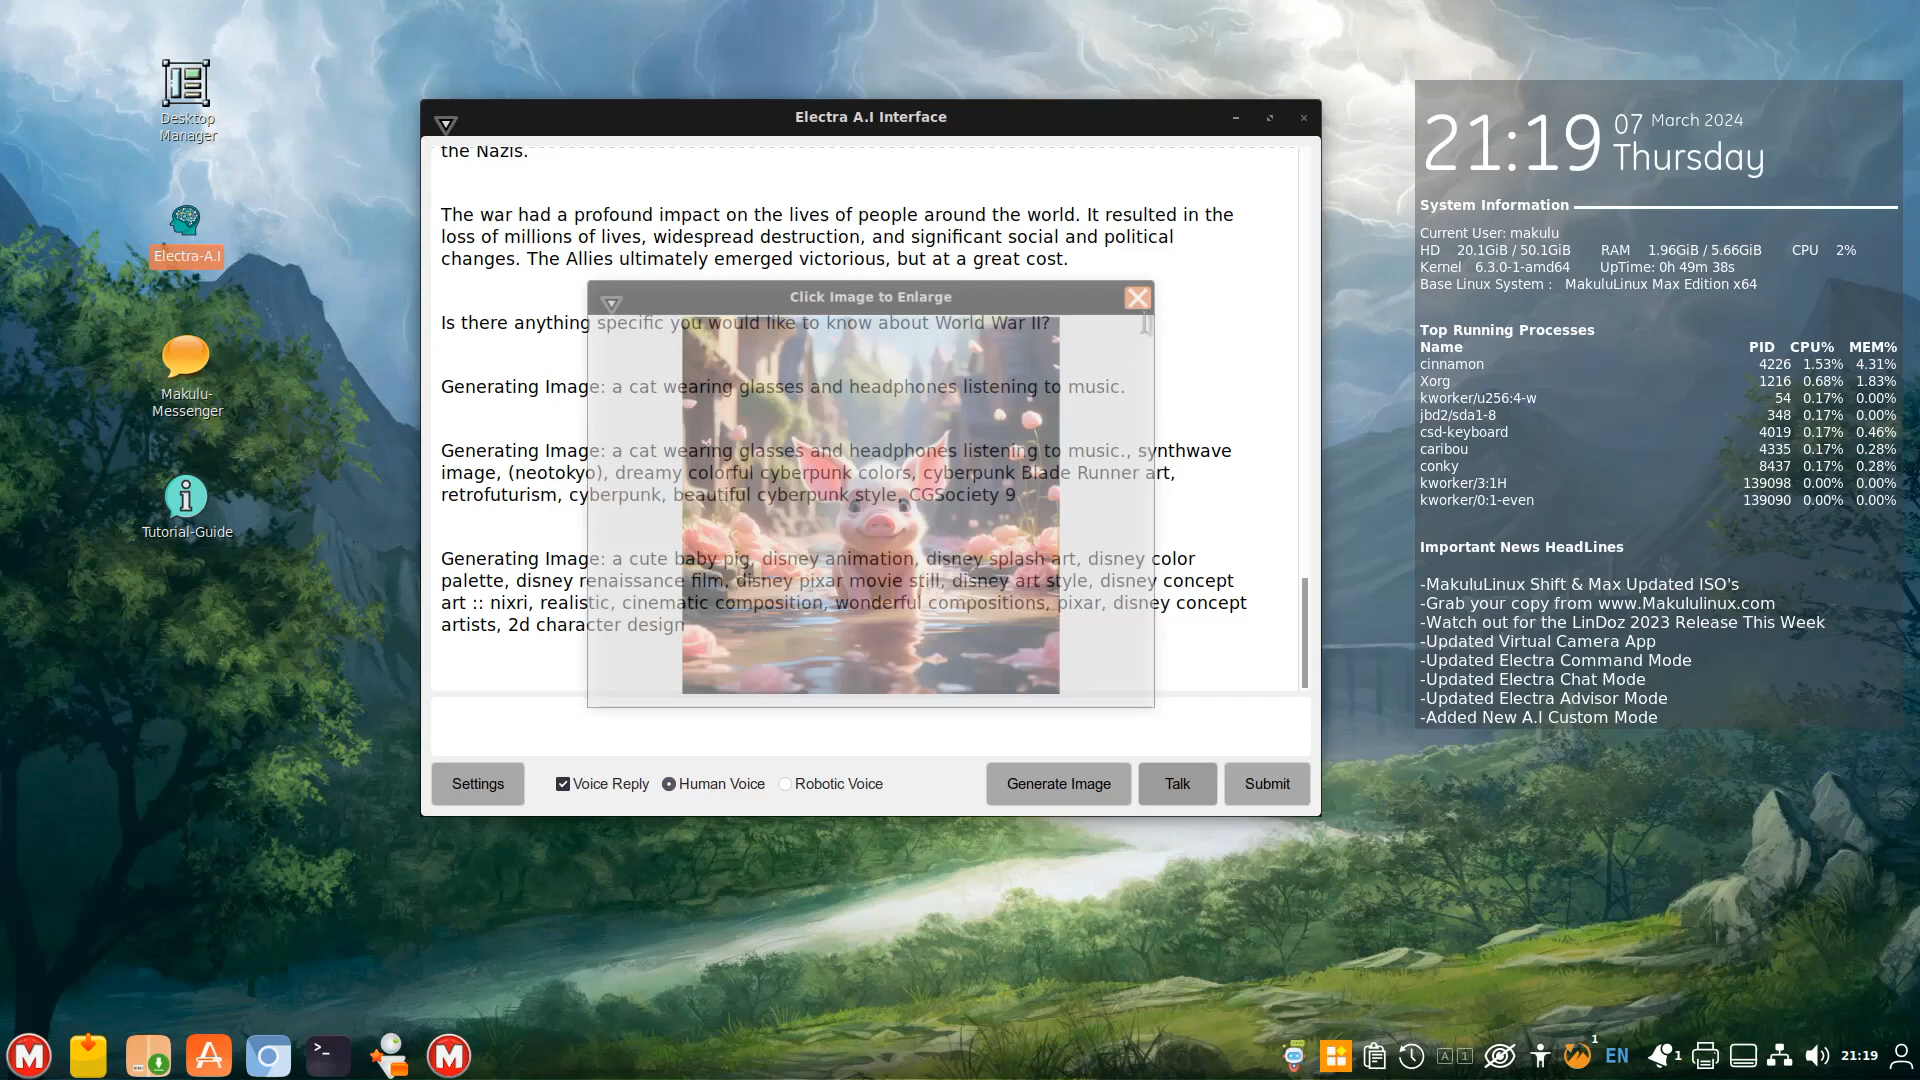 Desktop
Manager
Electra-A.I
Makulu-
Messenger
Tutorial-Guide
Electra A.I Interface
the Nazis.
The war had a profound impact on the lives of people around the world. It resulted in the
loss of millions of lives, widespread destruction, and significant social and political
changes. The Allies ultimately emerged victorious, but at a great cost.
Click Image to Enlarge
Is there anything specific you would like to know about World War II?
Generating Image: a cat wearing glasses and headphones listening to music.
Generating Image: a cat wearing glasses and headphones listening to music., synthwave
image, (neotokyo), dreamy colorful cyberpunk colors, cyberpunk Blade Runner art,
retrofuturism, cyberpunk, beautiful cyberpunk style, CGSociety 9
Generating Image: a cute baby pig, disney animation, disney splash art, disney color
palette, disney renaissance film, disney pixar movie still, disney art style, disney concept
art :: nixri, realistic, cinematic composition, wonderful compositions, pixar, disney concept
artists, 2d character design
Settings Voice Reply Human Voice Robotic Voice Generate Image Talk Submit
21:19 07 March 2024
Thursday
System Information
Current User: makulu
HD 20.1GiB / 50.1GiB RAM 1.96GiB / 5.66GiB CPU 2%
Kernel 6.3.0-1-amd64 UpTime: 0h 49m 38s
Base Linux System : MakuluLinux Max Edition x64
Top Running Processes
Name PID CPU% MEM%
cinnamon 4226 1.53% 4.31%
Xorg 1216 0.68% 1.83%
kworker/u256:4-w 54 0.17% 0.00%
jbd2/sda1-8 348 0.17% 0.00%
csd-keyboard 4019 0.17% 0.46%
caribou 4335 0.17% 0.28%
conky 8437 0.17% 0.28%
kworker/3:1H 139098 0.00% 0.00%
kworker/0:1-even 139090 0.00% 0.00%
Important News HeadLines
-MakuluLinux Shift & Max Updated ISO's
-Grab your copy from www.Makululinux.com
-Watch out for the LinDoz 2023 Release This Week
-Updated Virtual Camera App
-Updated Electra Command Mode
-Updated Electra Chat Mode
-Updated Electra Advisor Mode
-Added New A.I Custom Mode
M >_ M A 1 1 EN 1 21:19